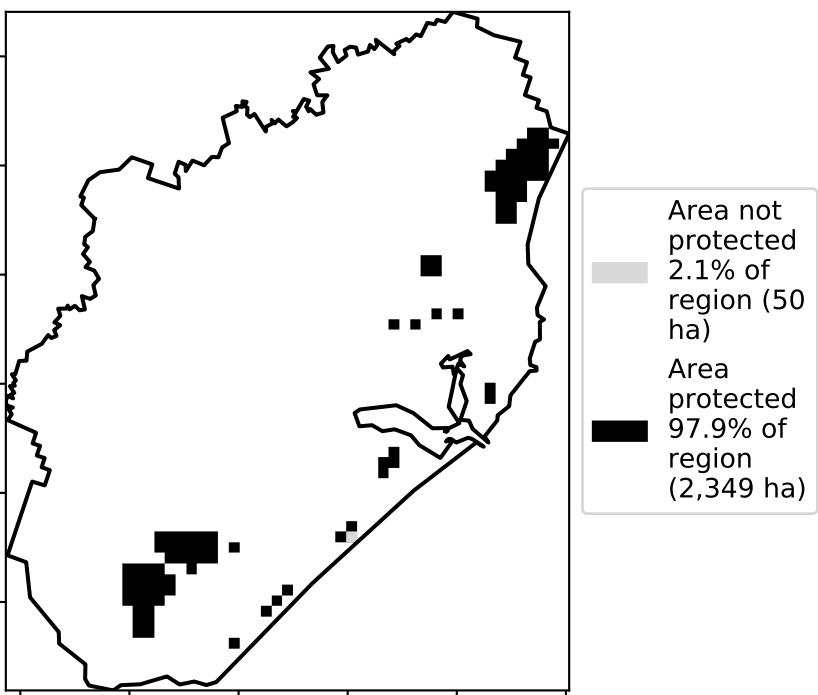 Area not
protected
2.1% of
region (50
ha)
Area
protected
97.9% of
region
(2,349 ha)